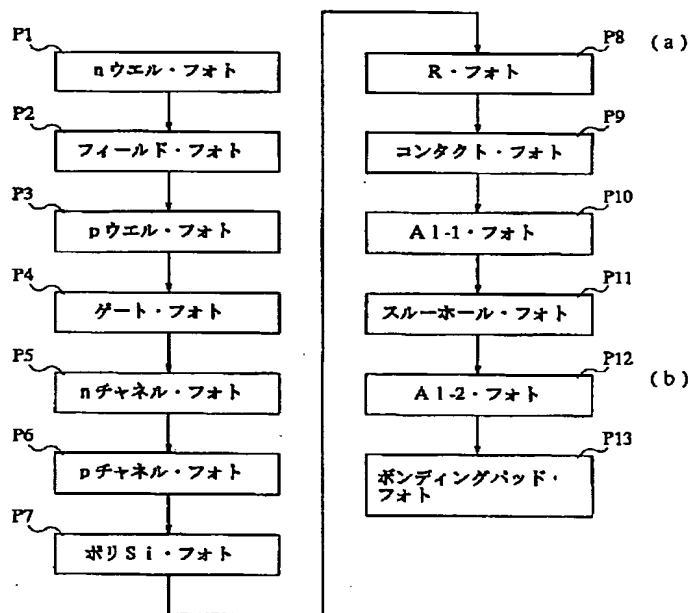 P1
nウエル・フォト
P2
フィールド・フォト
P3
pウエル・フォト
P4
ゲート・フォト
P5
nチャネル・フォト
P6
pチャネル・フォト
P7
ポリSi・フォト
P8
(a)
R・フォト
P9
コンタクト・フォト
P10
Al-1・フォト
P11
スルーホール・フォト
P12
(b)
Al-2・フォト
P13
ボンディングパッド・
フォト